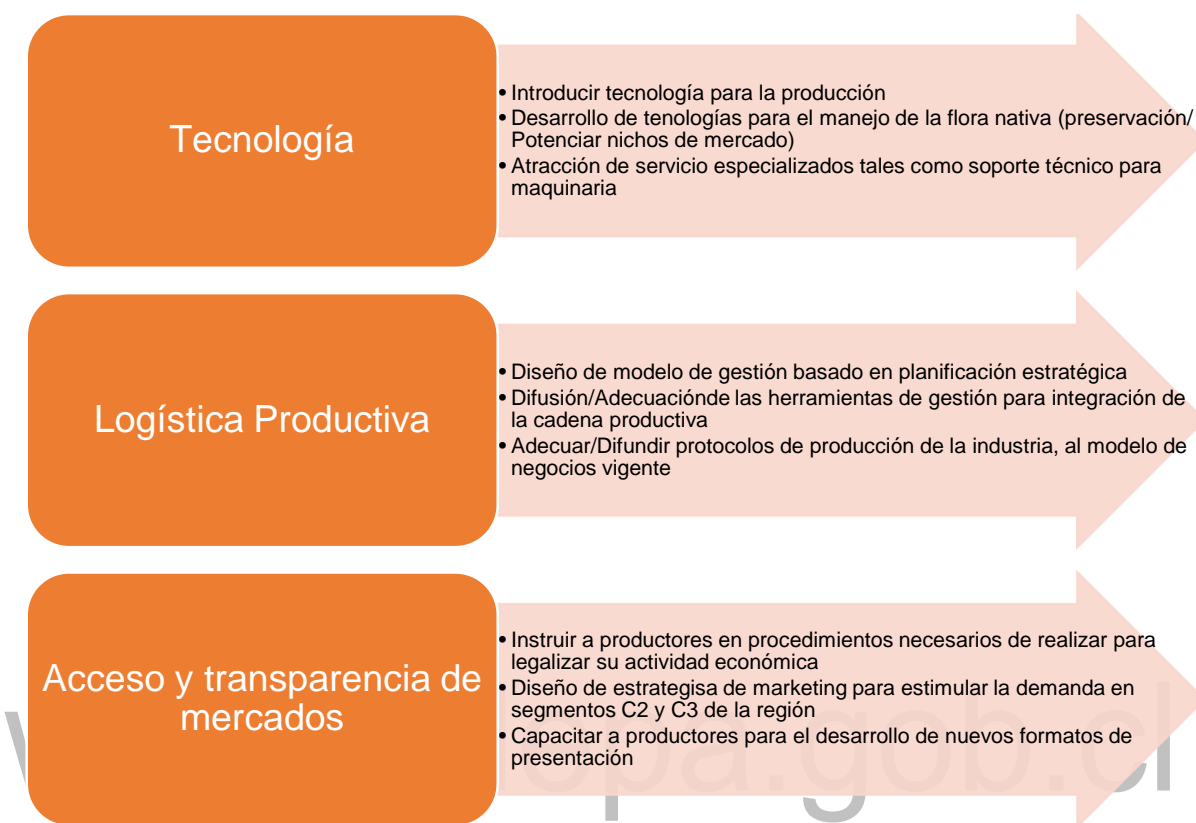 Tecnología
• Introducir tecnología para la producción
• Desarrollo de tenologías para el manejo de la flora nativa (preservación/
Potenciar nichos de mercado)
• Atracción de servicio especializados tales como soporte técnico para
maquinaria
Logística Productiva
• Diseño de modelo de gestión basado en planificación estratégica
• Difusión/Adecuaciónde las herramientas de gestión para integración de
la cadena productiva
• Adecuar/Difundir protocolos de producción de la industria, al modelo de
negocios vigente
Acceso y transparencia de
mercados
• Instruir a productores en procedimientos necesarios de realizar para
legalizar su actividad económica
• Diseño de estrategisa de marketing para estimular la demanda en
segmentos C2 y C3 de la región
• Capacitar a productores para el desarrollo de nuevos formatos de
presentación